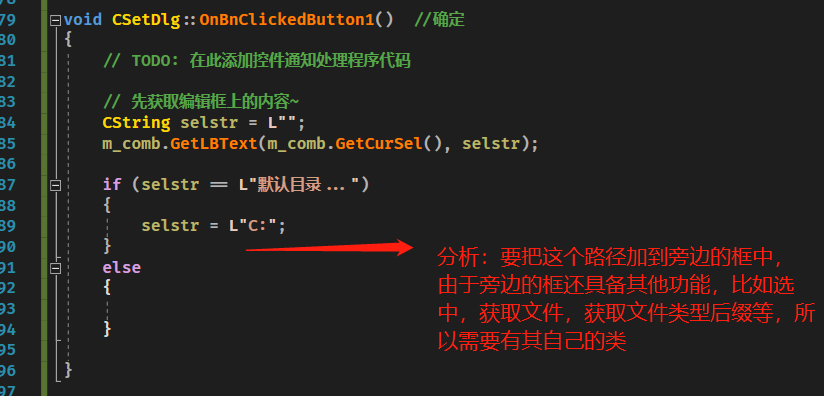 79 void CSetDlg::OnBnClickedButton1()  //确定
80 {
81 // TODO: 在此添加控件通知处理程序代码
82
83 // 先获取编辑框上的内容~
84 CString selstr = L"";
85 m_comb.GetLBText(m_comb.GetCurSel(), selstr);
86
87 if (selstr == L"默认目录...")
88 {
89 selstr = L"C:";
90 }
91 else
92 {
93
94 }
95
96 }
97
分析：要把这个路径加到旁边的框中，
由于旁边的框还具备其他功能，比如选
中，获取文件，获取文件类型后缀等，所
以需要有其自己的类